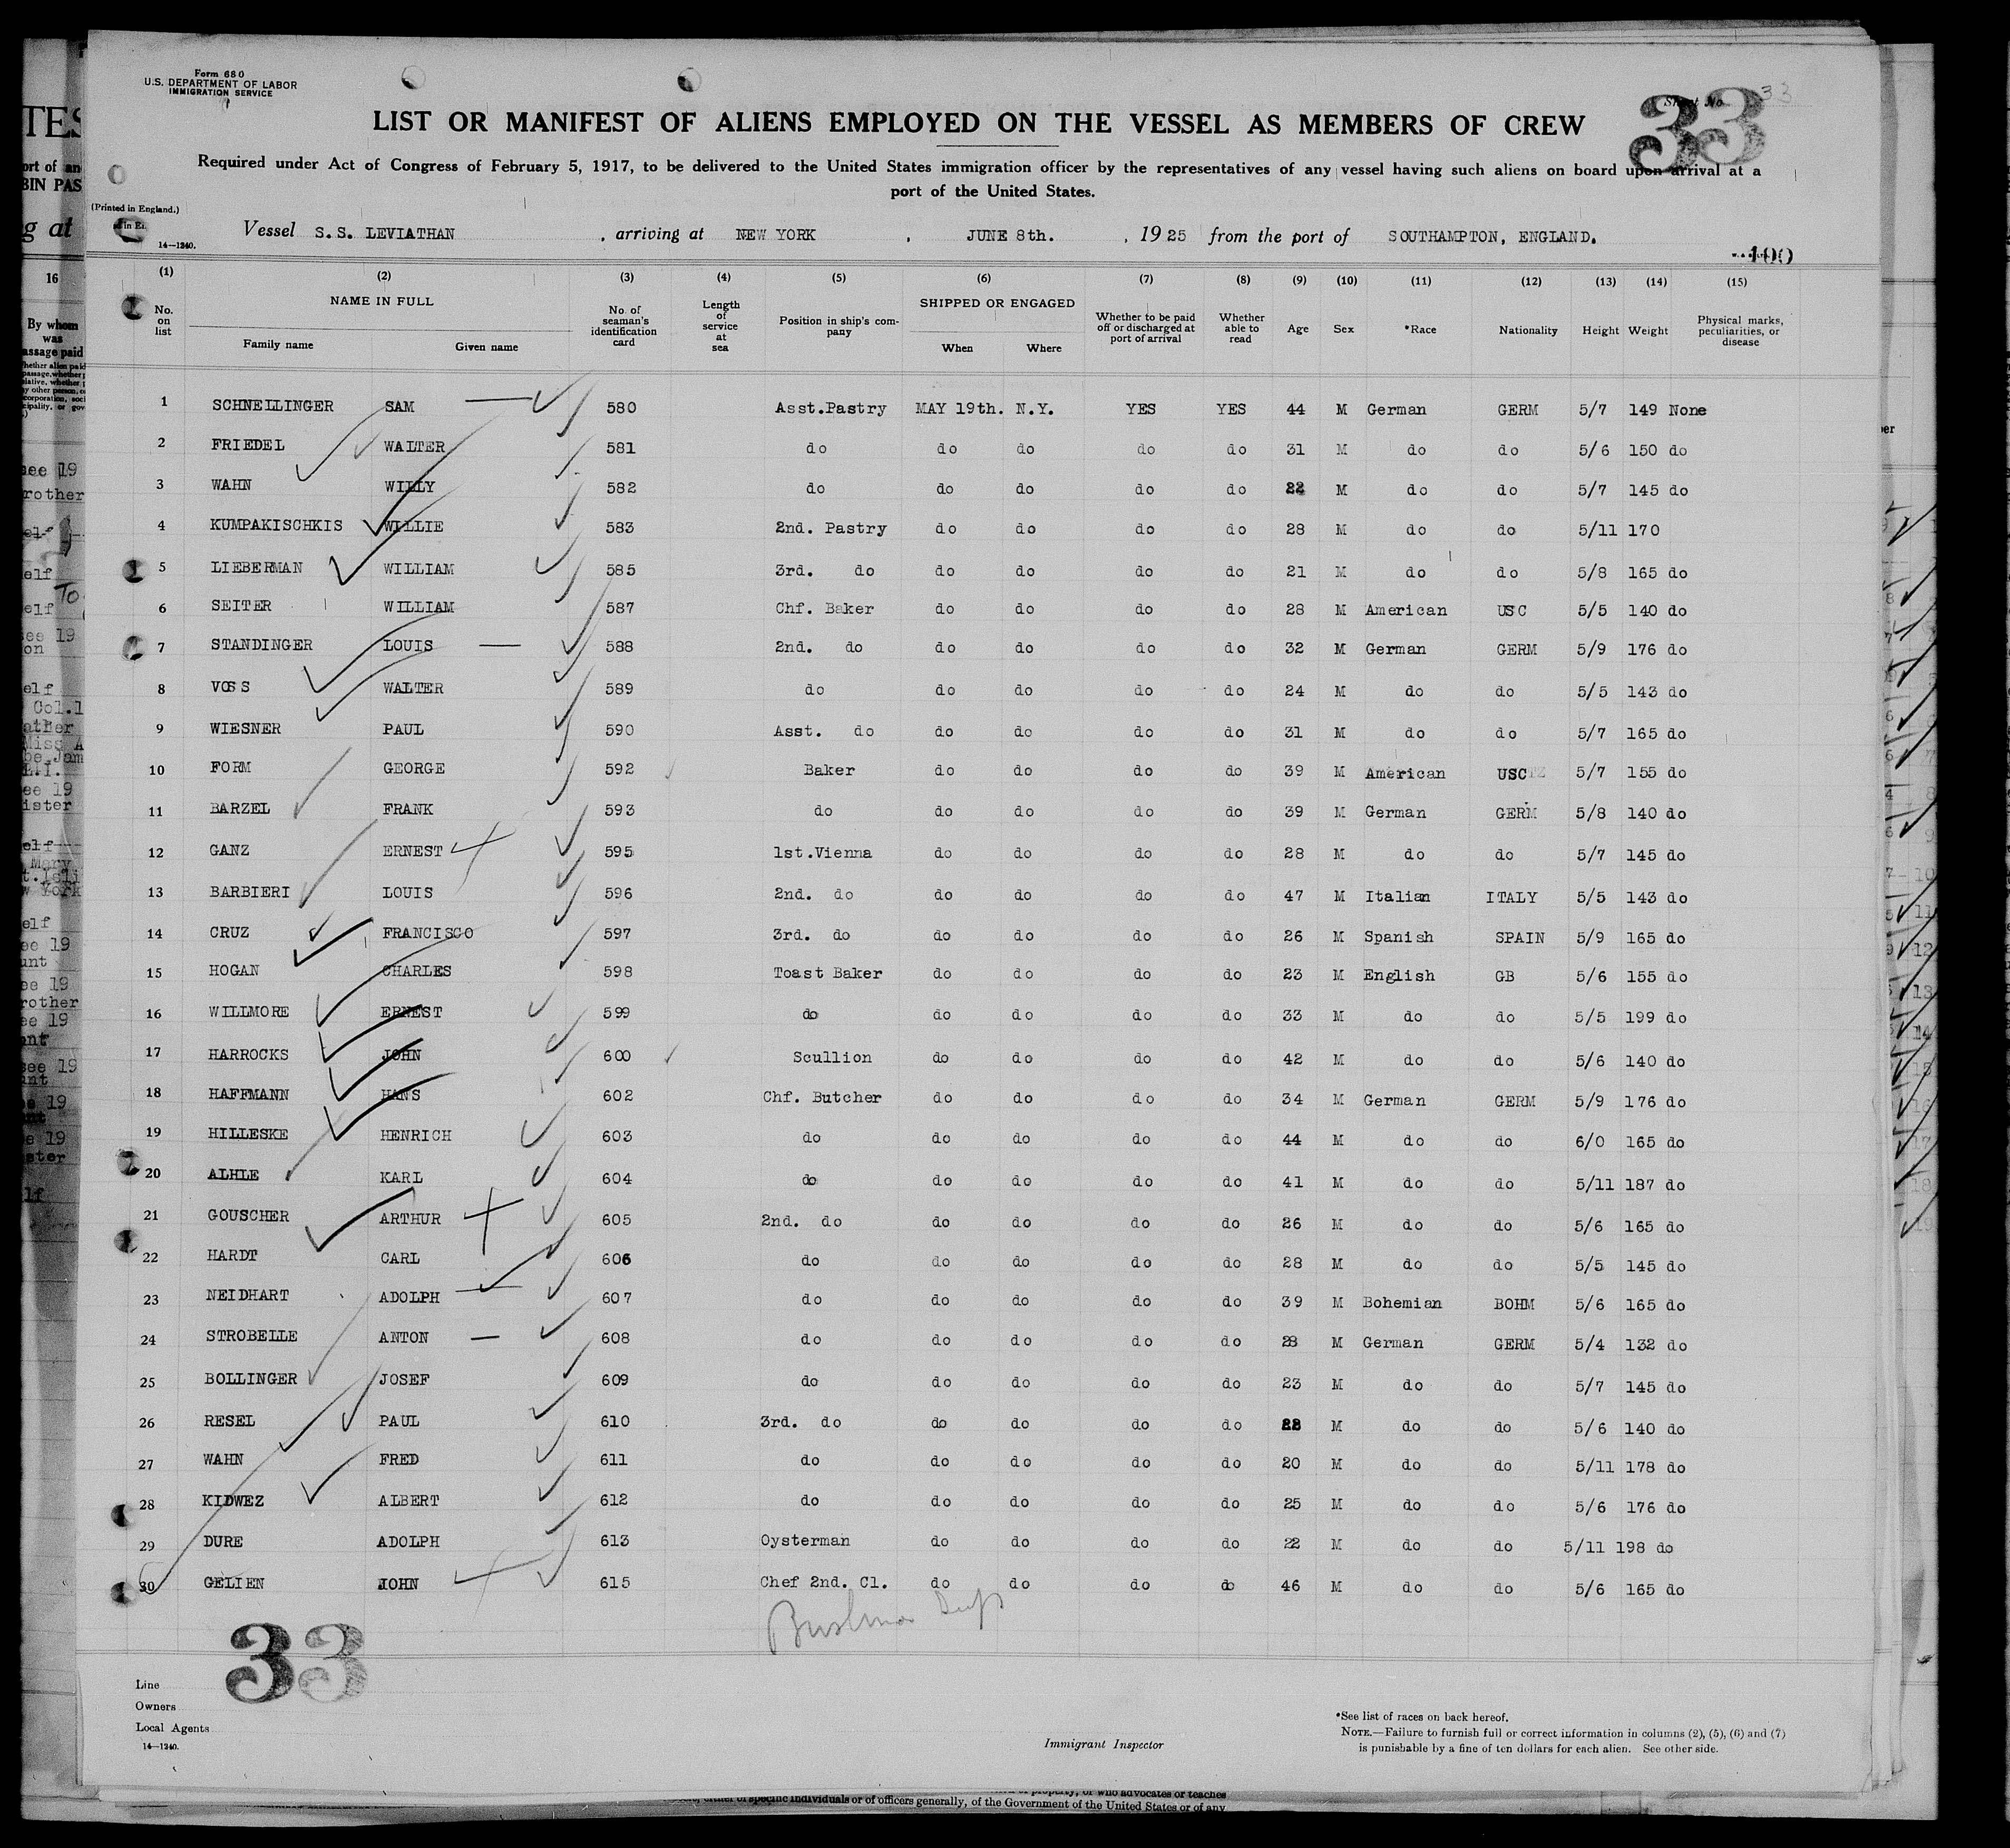 Form 680
U.S. DEPARTMENT OF LABOR
IMMIGRATION SERVICE
Sheet No. 33
33
LIST OR MANIFEST OF ALIENS EMPLOYED ON THE VESSEL AS MEMBERS OF CREW
Required under Act of Congress of February 5, 1917, to be delivered to the United States immigration officer by the representatives of any vessel having such aliens on board upon arrival at a
port of the United States.
(Printed in England.)
14—1240.
Vessel S.S. LEVIATHAN , arriving at NEW YORK , JUNE 8th. , 1925 from the port of SOUTHAMPTON, ENGLAND.
100
(1) (2) (3) (4) (5) (6) (7) (8) (9) (10) (11) (12) (13) (14) (15)
No. on list NAME IN FULL Family name Given name No. of seaman's identification card Length of service at sea Position in ship's company SHIPPED OR ENGAGED When Where Whether to be paid off or discharged at port of arrival Whether able to read Age Sex *Race Nationality Height Weight Physical marks, peculiarities, or disease
1 SCHNELLINGER SAM 580 Asst.Pastry MAY 19th. N.Y. YES YES 44 M German GERM 5/7 149 None
2 FRIEDEL WALTER 581 do do do do do 31 M do do 5/6 150 do
3 WAHN WILLY 582 do do do do do 22 M do do 5/7 145 do
4 KUMPAKISCHKIS WILLIE 583 2nd. Pastry do do do do 28 M do do 5/11 170
5 LIEBERMAN WILLIAM 585 3rd. do do do do do 21 M do do 5/8 165 do
6 SEITER WILLIAM 587 Chf. Baker do do do do 28 M American USC 5/5 140 do
7 STANDINGER LOUIS 588 2nd. do do do do do 32 M German GERM 5/9 176 do
8 VOSS WALTER 589 do do do do do 24 M do do 5/5 143 do
9 WIESNER PAUL 590 Asst. do do do do do 31 M do do 5/7 165 do
10 FORM GEORGE 592 Baker do do do do 39 M American USC 5/7 155 do
11 BARZEL FRANK 593 do do do do do 39 M German GERM 5/8 140 do
12 GANZ ERNEST 595 1st.Vienna do do do do 28 M do do 5/7 145 do
13 BARBIERI LOUIS 596 2nd. do do do do do 47 M Italian ITALY 5/5 143 do
14 CRUZ FRANCISCO 597 3rd. do do do do do 26 M Spanish SPAIN 5/9 165 do
15 HOGAN CHARLES 598 Toast Baker do do do do 23 M English GB 5/6 155 do
16 WILLMORE ERNEST 599 do do do do do 33 M do do 5/5 199 do
17 HARROCKS JOHN 600 Scullion do do do do 42 M do do 5/6 140 do
18 HAFFMANN HANS 602 Chf. Butcher do do do do 34 M German GERM 5/9 176 do
19 HILLESKE HENRICH 603 do do do do do 44 M do do 6/0 165 do
20 ALHLE KARL 604 do do do do do 41 M do do 5/11 187 do
21 GOUSCHER ARTHUR 605 2nd. do do do do do 26 M do do 5/6 165 do
22 HARDT CARL 606 do do do do do 28 M do do 5/5 145 do
23 NEIDHART ADOLPH 607 do do do do do 39 M Bohemian BOHM 5/6 165 do
24 STROBELLE ANTON 608 do do do do do 28 M German GERM 5/4 132 do
25 BOLLINGER JOSEF 609 do do do do do 23 M do do 5/7 145 do
26 RESEL PAUL 610 3rd. do do do do do M do do 5/6 140 do
27 WAHN FRED 611 do do do do do 20 M do do 5/11 178 do
28 KIDWEZ ALBERT 612 do do do do do 25 M do do 5/6 176 do
29 DURE ADOLPH 613 Oysterman do do do do 22 M do do 5/11 198 do
30 GELIEN JOHN 615 Chef 2nd. Cl. do do do do 46 M do do 5/6 165 do
33
Line
Owners
Local Agents
14—1240.
Immigrant Inspector
*See list of races on back hereof.
NOTE.—Failure to furnish full or correct information in columns (2), (5), (6) and (7)
is punishable by a fine of ten dollars for each alien. See other side.
of specific individuals or of officers generally, of the Government of the United States or of any